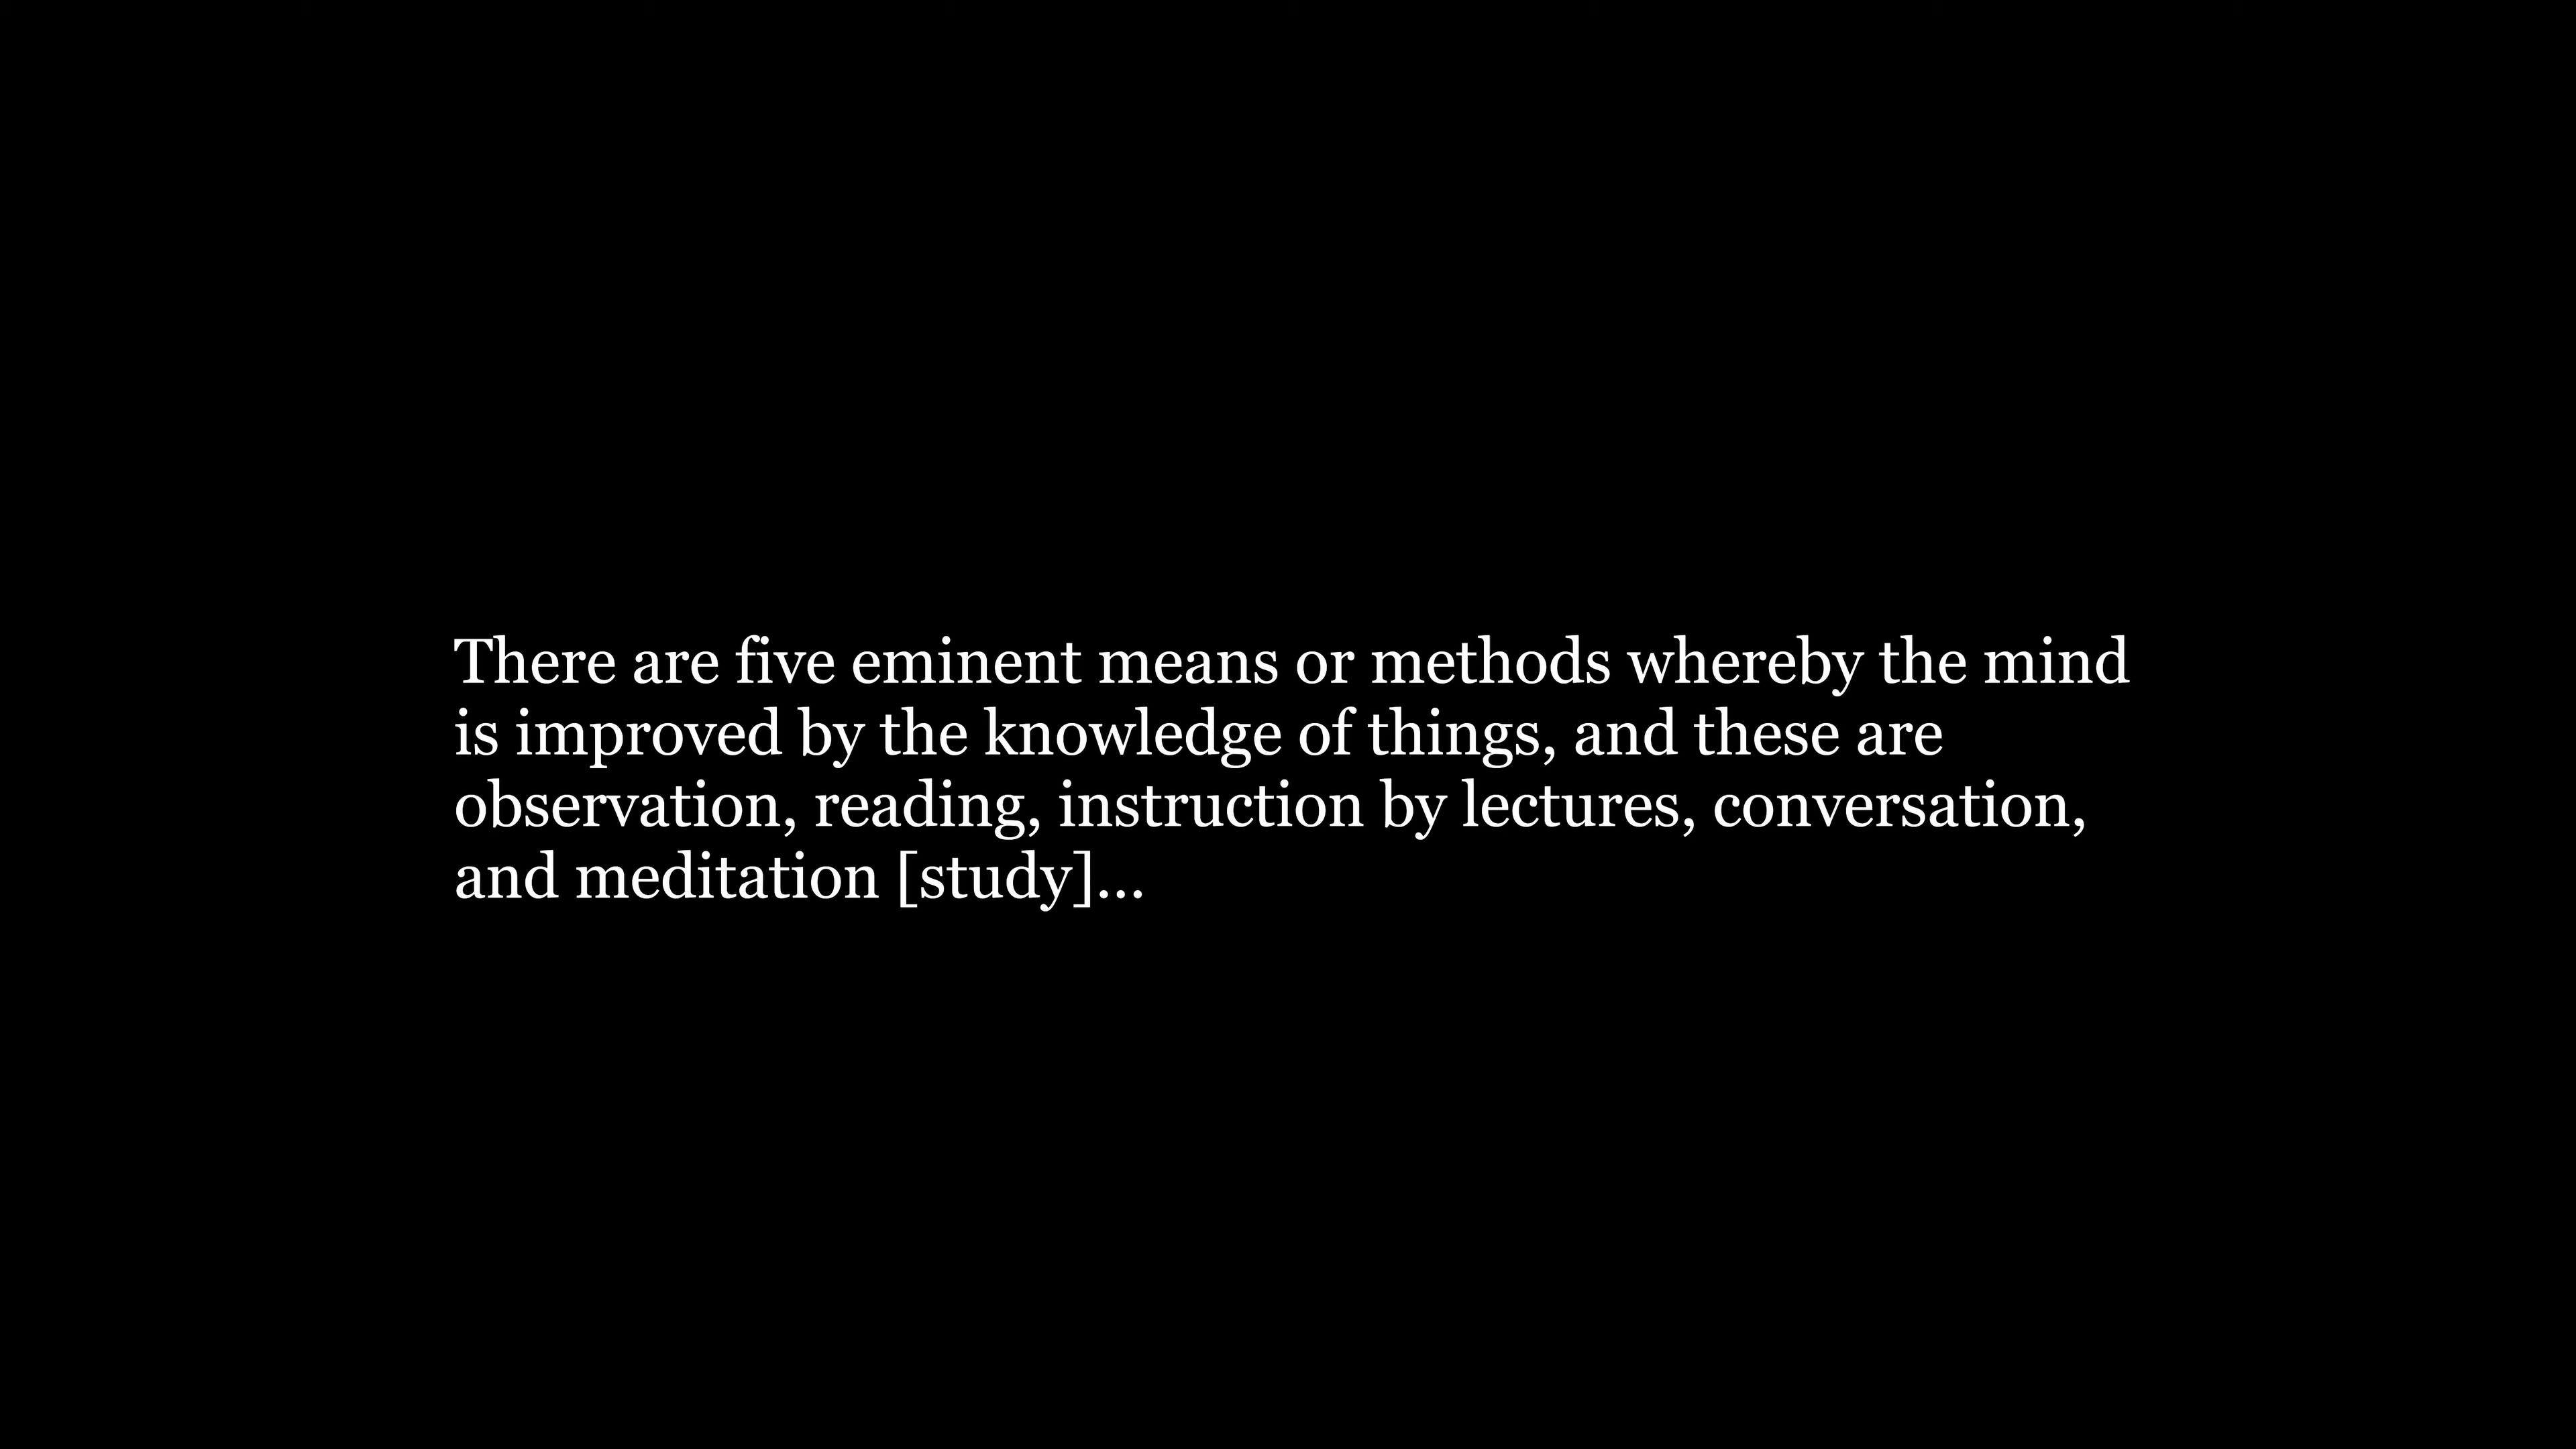 There are five eminent means or methods whereby the mind
is improved by the knowledge of things, and these are
observation, reading, instruction by lectures, conversation,
and meditation [study]...